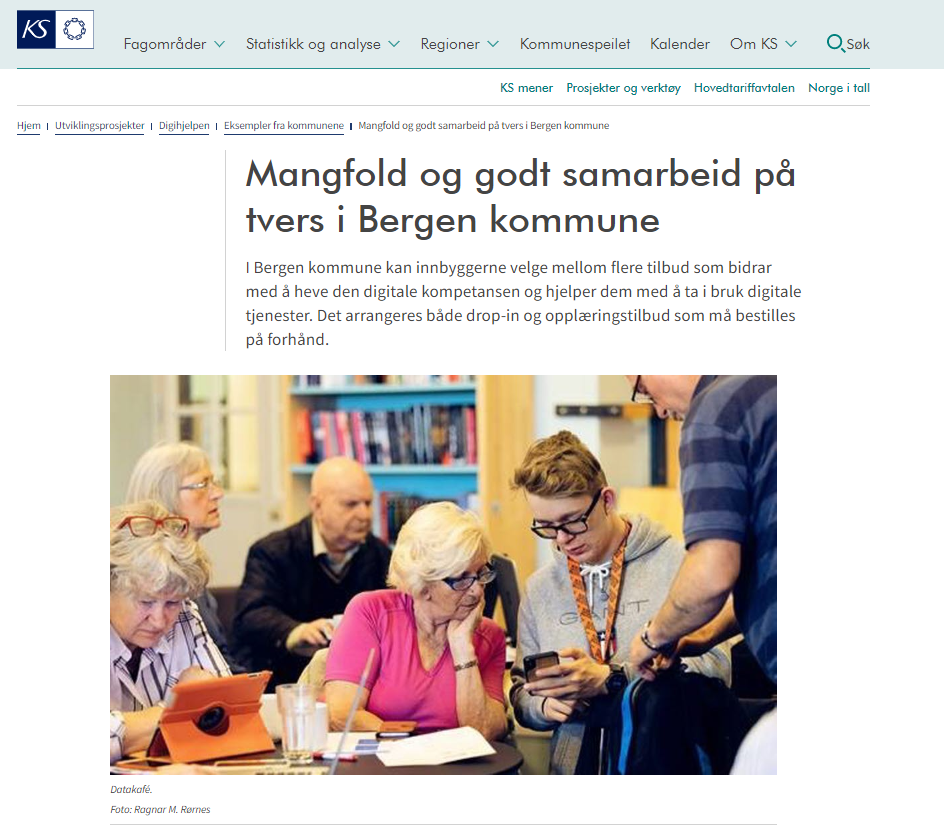 KS
Fagområder Statistikk og analyse Regioner Kommunespeilet Kalender Om KS Søk
KS mener Prosjekter og verktøy Hovedtariffavtalen Norge i tall
Hjem Utviklingsprosjekter Digihjelpen Eksempler fra kommunene Mangfold og godt samarbeid på tvers i Bergen kommune
Mangfold og godt samarbeid på
tvers i Bergen kommune
I Bergen kommune kan innbyggerne velge mellom flere tilbud som bidrar
med å heve den digitale kompetansen og hjelper dem med å ta i bruk digitale
tjenester. Det arrangeres både drop-in og opplæringstilbud som må bestilles
på forhånd.
GANT
Datakafé.
Foto: Ragnar M. Rørnes